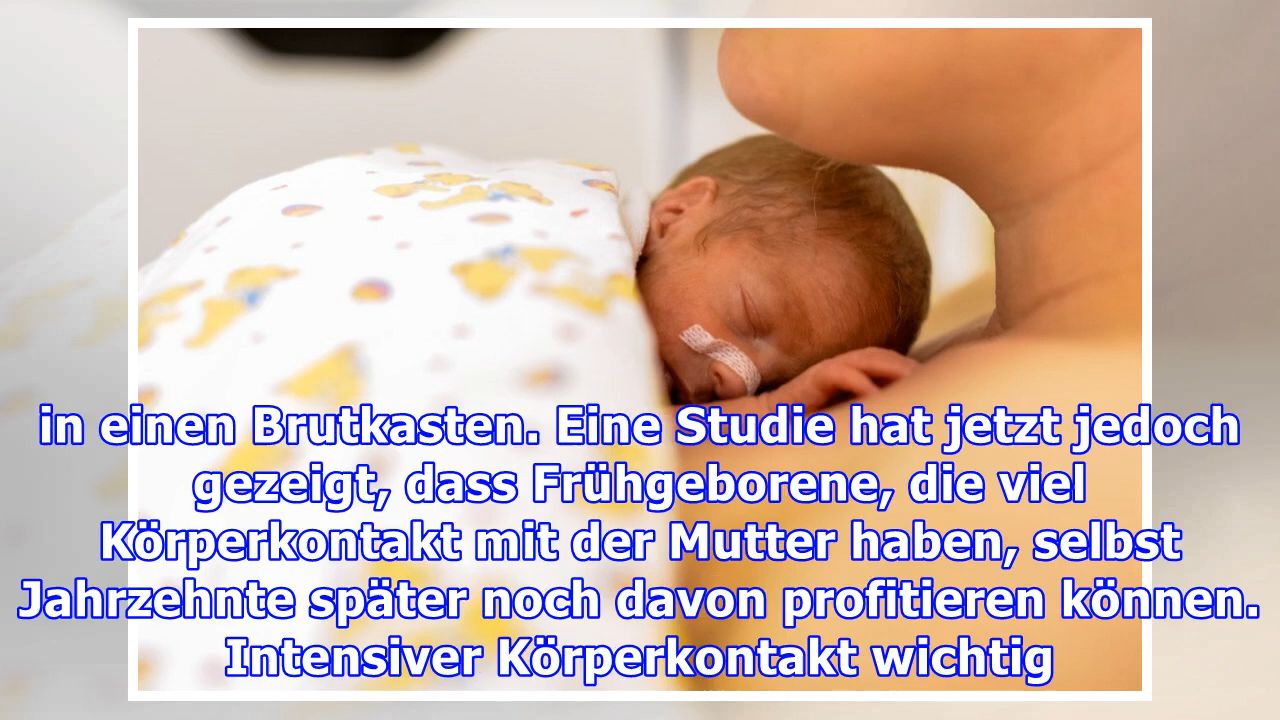 in einen Brutkasten. Eine Studie hat jetzt jedoch
gezeigt, dass Frühgeborene, die viel
Körperkontakt mit der Mutter haben, selbst
Jahrzehnte später noch davon profitieren können.
Intensiver Körperkontakt wichtig